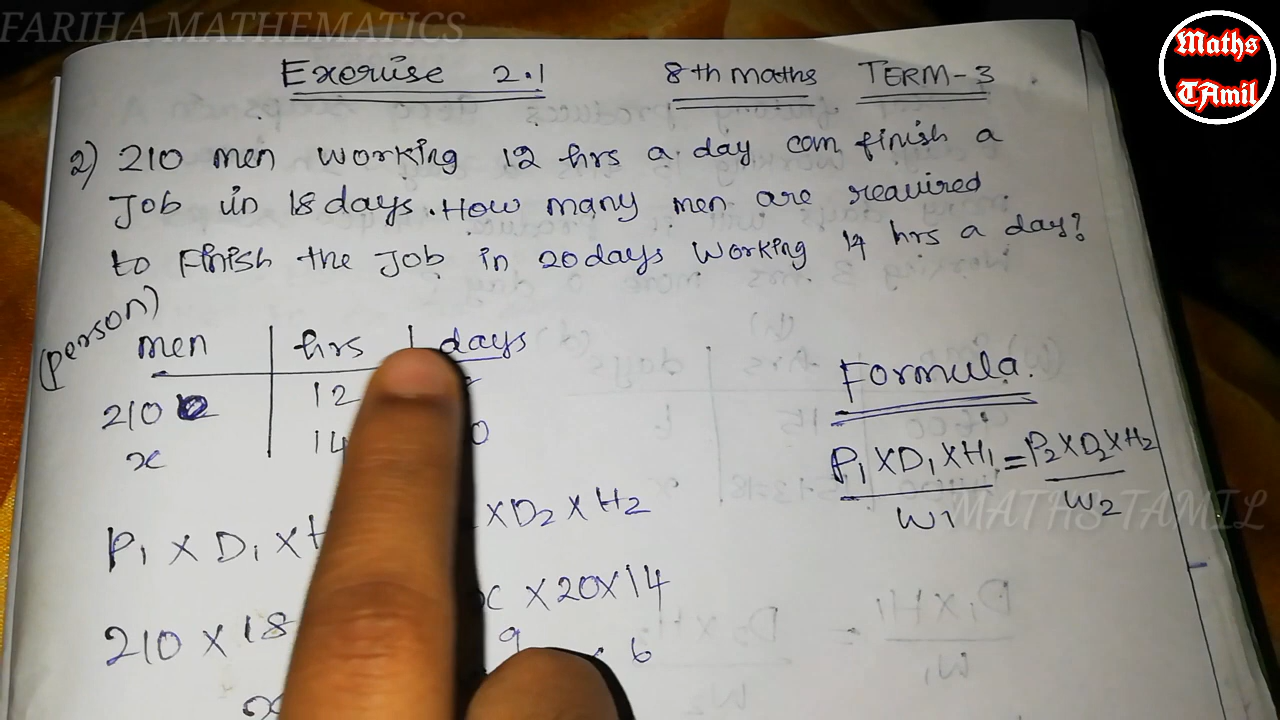 FARIHA MATHEMATICS
Maths
TAmil
Exercise 2.1 8th maths TERM-3
2) 210 men working 12 hrs a day can finish a
Job in 18 days. How many men are required
to Finish the Job in 20 days working 14 hrs a day?
(person)
men hrs days
210 12
x 14
Formula.
P₁ X D₁ X H₁ = P₂ X D₂ X H₂
W₁ W₂
MATHS TAMIL
P₁ X D₁ X H X D₂ X H₂
210 X 18 X 20 X 14
9 6
x